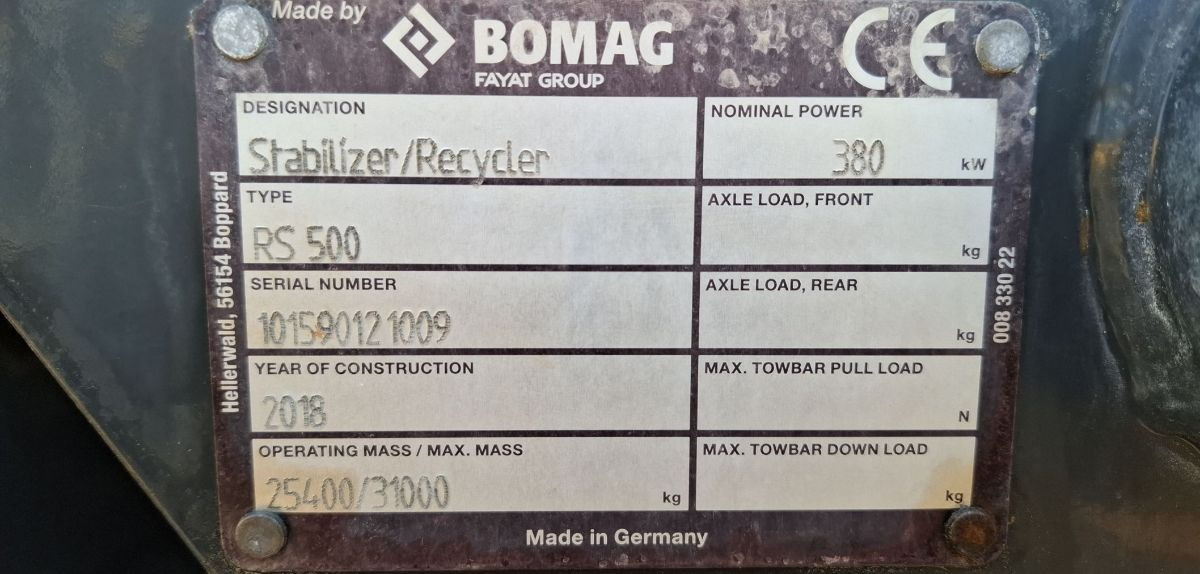 Made by
BOMAG
FAYAT GROUP
CE
DESIGNATION
Stabilizer/Recycler
NOMINAL POWER
380 kW
TYPE
RS 500
AXLE LOAD, FRONT
kg
SERIAL NUMBER
101590121009
AXLE LOAD, REAR
kg
YEAR OF CONSTRUCTION
2018
MAX. TOWBAR PULL LOAD
N
OPERATING MASS / MAX. MASS
25400/31000 kg
MAX. TOWBAR DOWN LOAD
kg
Hellerwald, 56154 Boppard
008 330 22
Made in Germany